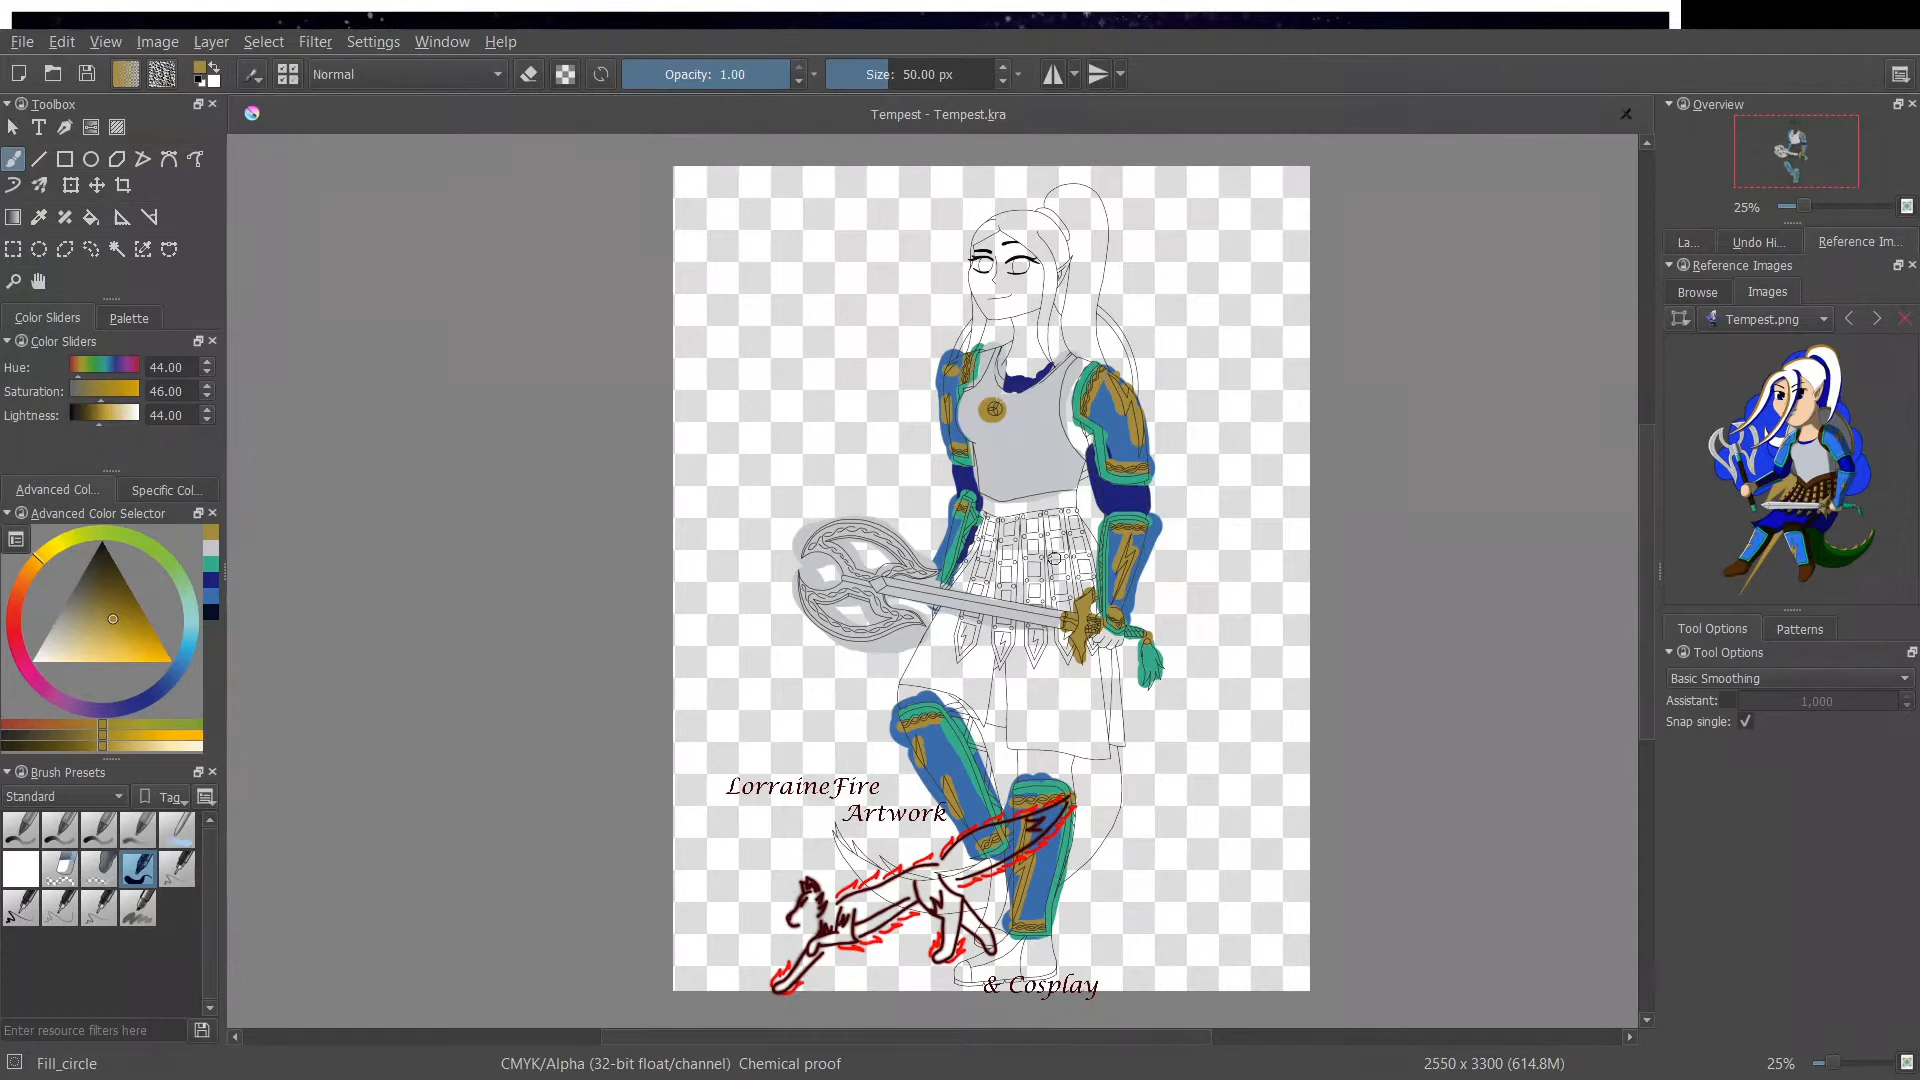 File Edit View Image Layer Select Filter Settings Window Help
Normal Opacity: 1.00 Size: 50.00 px
Toolbox
Tempest - Tempest.kra
Overview
25%
La... Undo Hi... Reference Im...
Reference Images
Browse Images
Tempest.png
Color Sliders Palette
Color Sliders
Hue: 44.00
Saturation: 46.00
Lightness: 44.00
Advanced Col... Specific Col...
Advanced Color Selector
Tool Options Patterns
Tool Options
Basic Smoothing
Assistant: 1,000
Snap single:
Brush Presets
Standard Tag
Enter resource filters here
LorraineFire
Artwork
& Cosplay
Fill_circle CMYK/Alpha (32-bit float/channel) Chemical proof 2550 x 3300 (614.8M) 25%